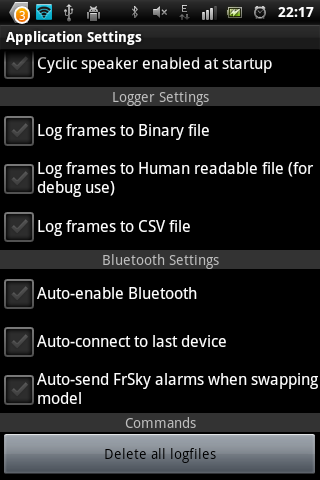 3
E
22:17
Application Settings
Cyclic speaker enabled at startup
Logger Settings
Log frames to Binary file
Log frames to Human readable file (for
debug use)
Log frames to CSV file
Bluetooth Settings
Auto-enable Bluetooth
Auto-connect to last device
Auto-send FrSky alarms when swapping
model
Commands
Delete all logfiles